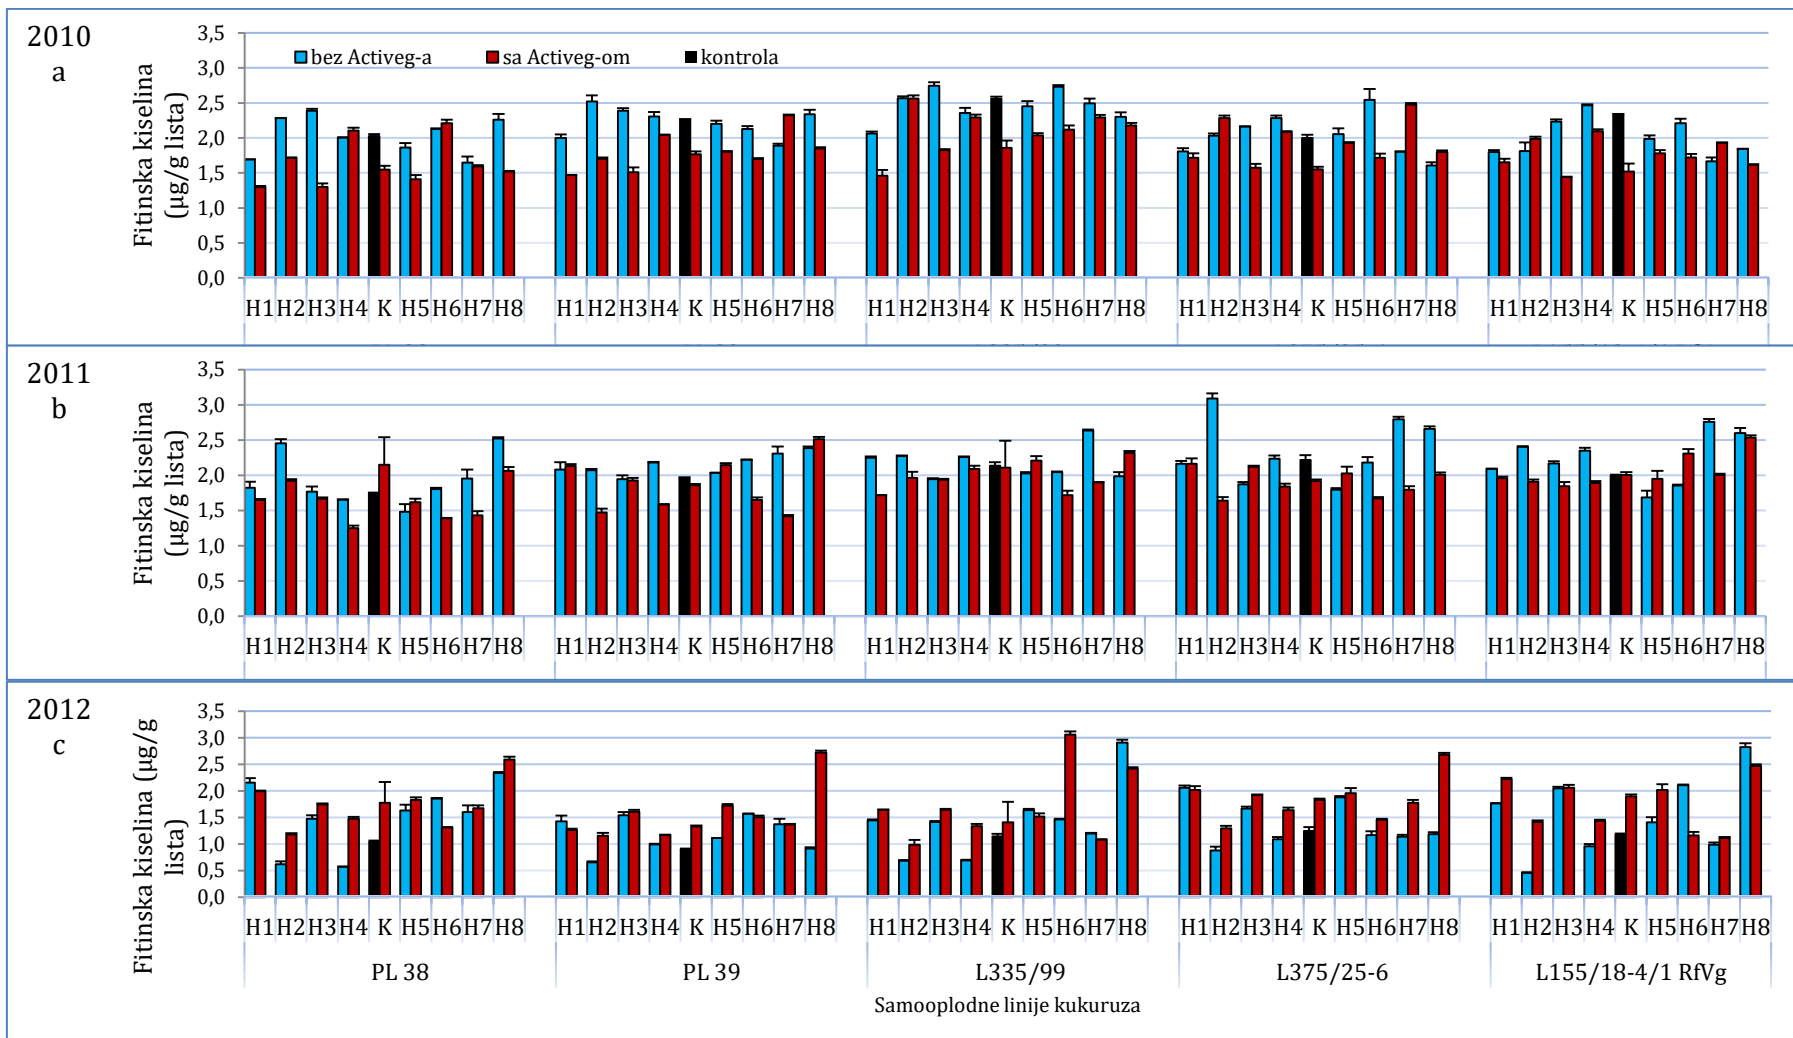 2010
a
Fitinska kiselina
(µg/g lista)
3,5
3,0
2,5
2,0
1,5
1,0
0,5
0,0
bez Activeg-a sa Activeg-om kontrola
H1 H2 H3 H4 K H5 H6 H7 H8 H1 H2 H3 H4 K H5 H6 H7 H8 H1 H2 H3 H4 K H5 H6 H7 H8 H1 H2 H3 H4 K H5 H6 H7 H8 H1 H2 H3 H4 K H5 H6 H7 H8
2011
b
Fitinska kiselina
(µg/g lista)
3,5
3,0
2,5
2,0
1,5
1,0
0,5
0,0
H1 H2 H3 H4 K H5 H6 H7 H8 H1 H2 H3 H4 K H5 H6 H7 H8 H1 H2 H3 H4 K H5 H6 H7 H8 H1 H2 H3 H4 K H5 H6 H7 H8 H1 H2 H3 H4 K H5 H6 H7 H8
2012
c
Fitinska kiselina (µg/g
lista)
3,5
3,0
2,5
2,0
1,5
1,0
0,5
0,0
H1 H2 H3 H4 K H5 H6 H7 H8 H1 H2 H3 H4 K H5 H6 H7 H8 H1 H2 H3 H4 K H5 H6 H7 H8 H1 H2 H3 H4 K H5 H6 H7 H8 H1 H2 H3 H4 K H5 H6 H7 H8
PL 38 PL 39 L335/99 L375/25-6 L155/18-4/1 RfVg
Samooplodne linije kukuruza